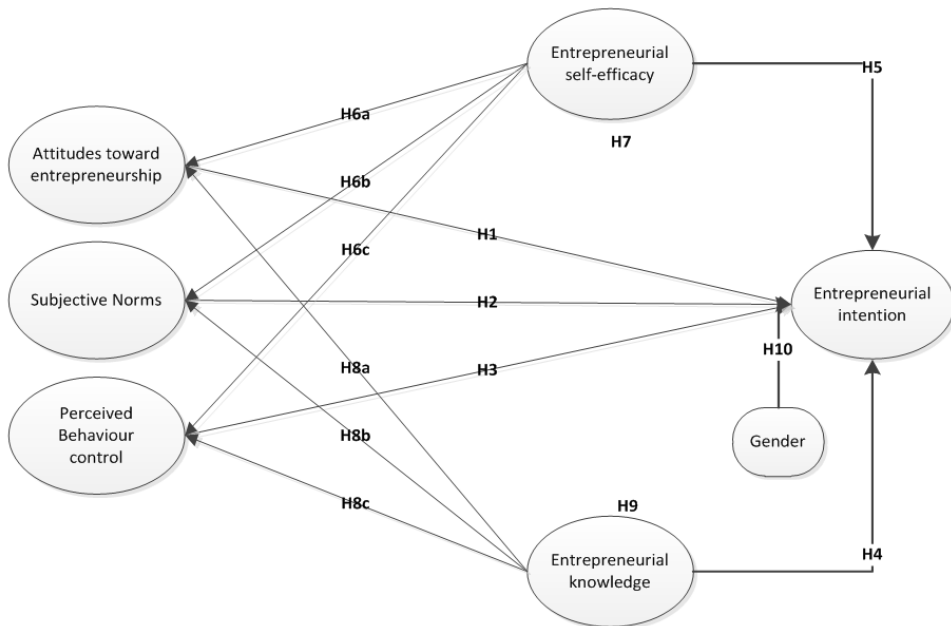 Entrepreneurial
self-efficacy
H5
H6a
H7
Attitudes toward
entrepreneurship
H6b
H1
H6c
Subjective Norms
H2
Entrepreneurial
intention
H10
H8a
H3
Perceived
Behaviour
control
H8b
Gender
H8c
H9
Entrepreneurial
knowledge
H4